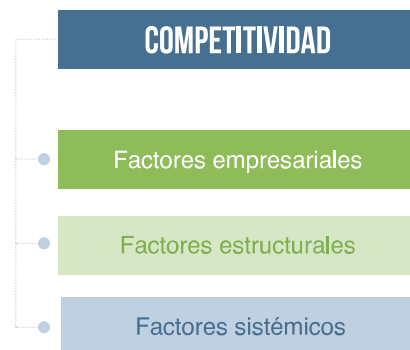 COMPETITIVIDAD
Factores empresariales
Factores estructurales
Factores sistémicos